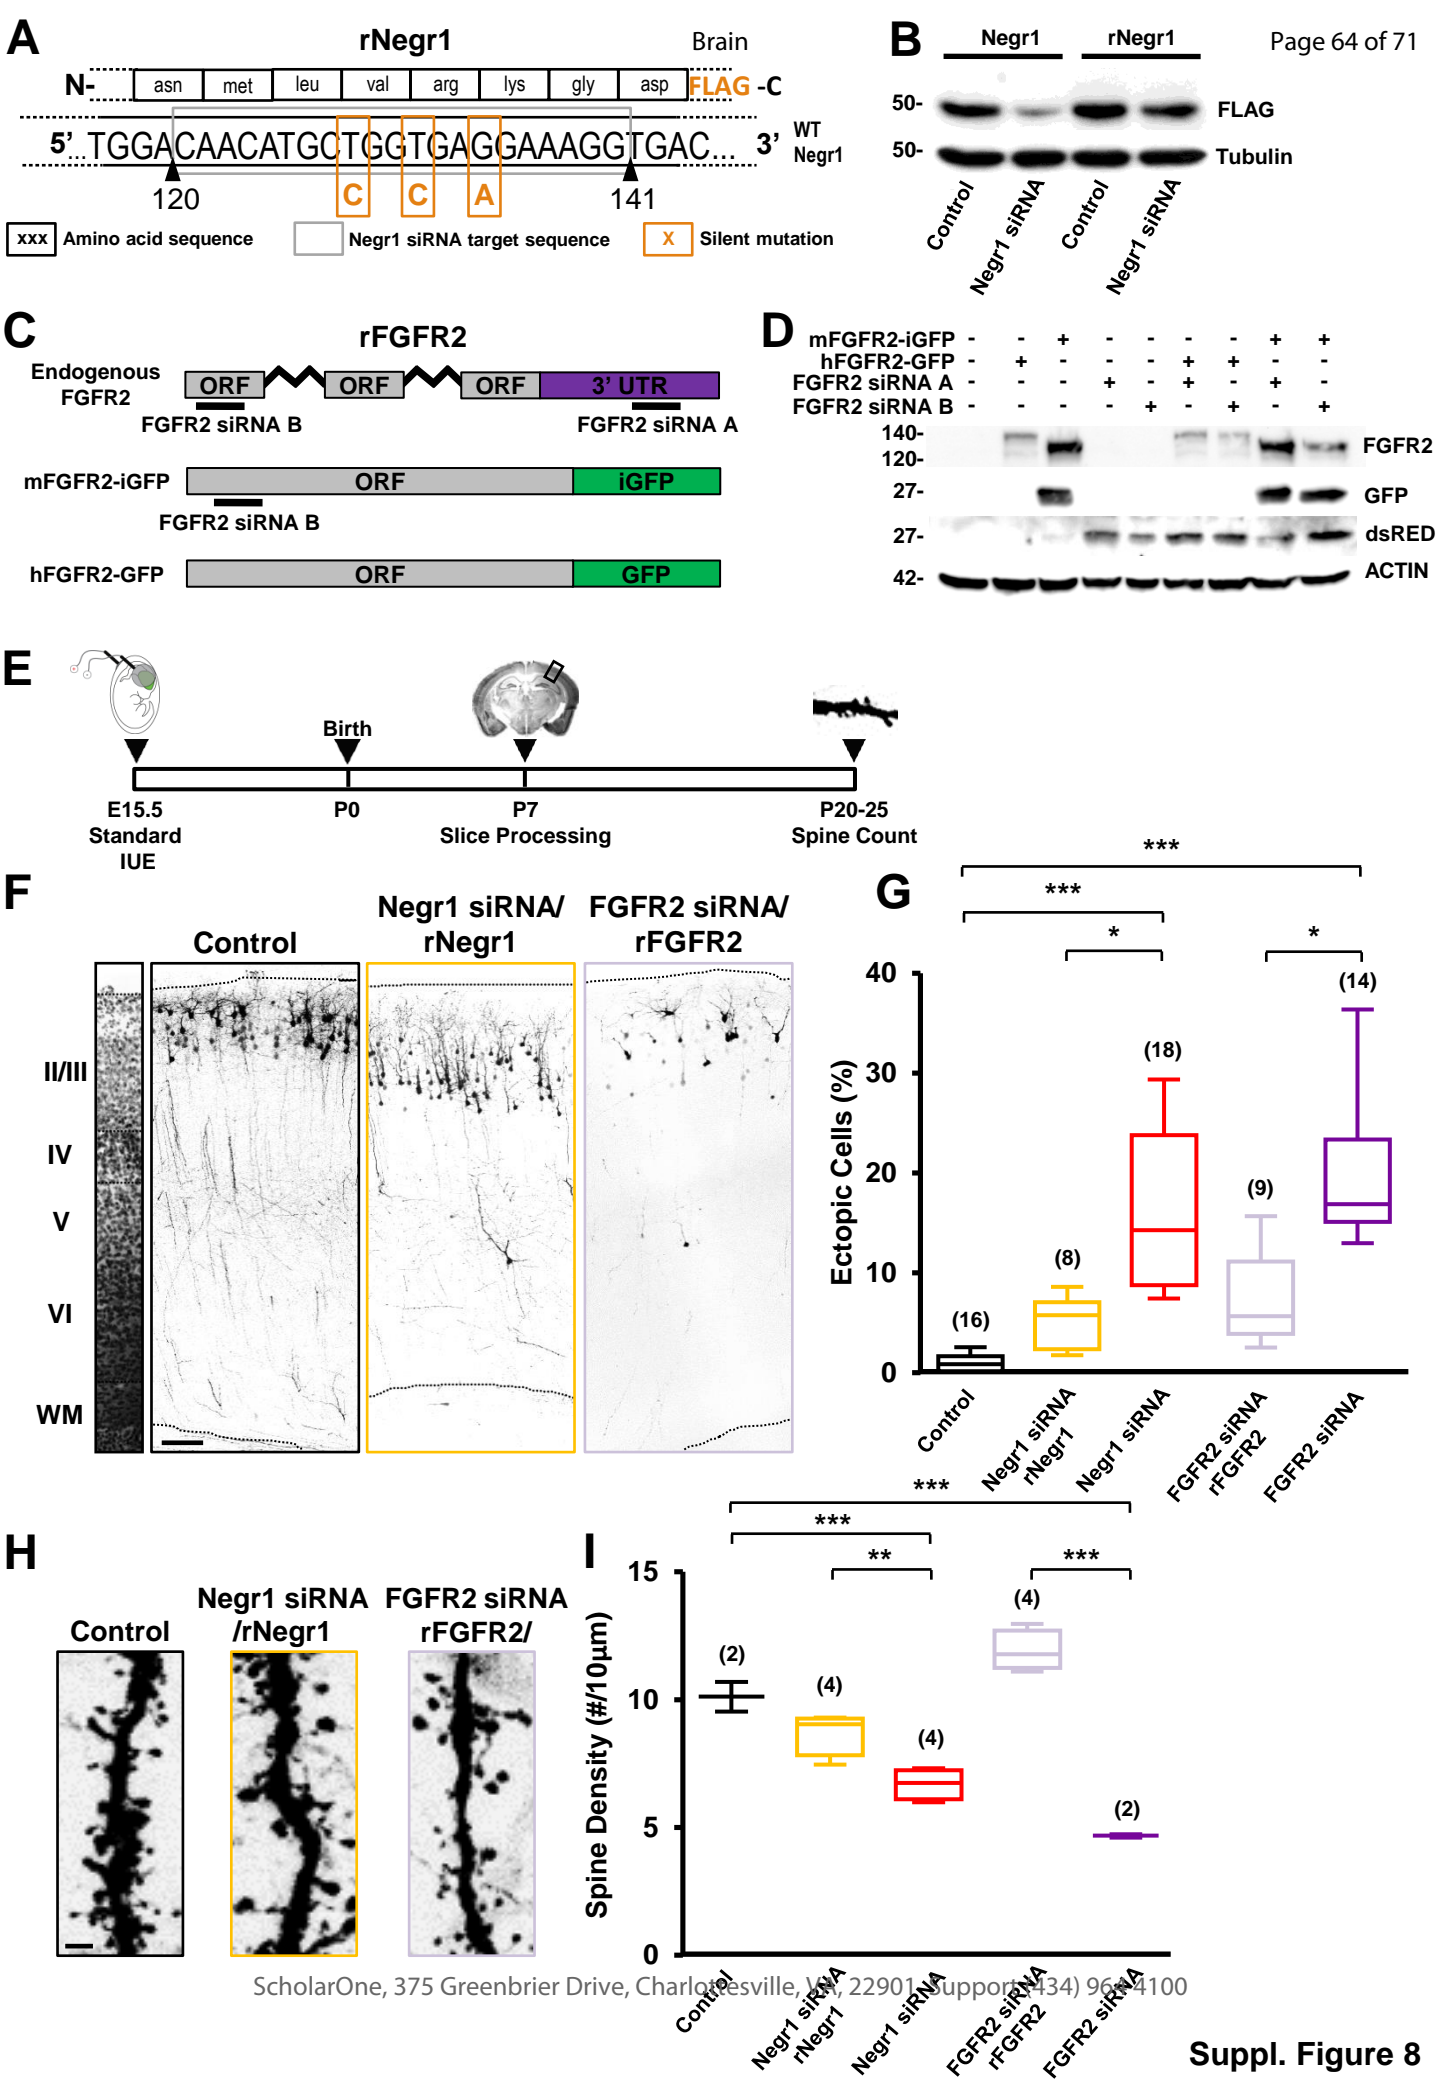 Brain
Page 64 of 71
A
rNegr1
N-
asn met leu val arg lys gly asp FLAG -C
5’ ...TGGACAACATGCTGGTGAGGAAAGGTGAC... 3’
WT
Negr1
C C A
120 141
xxx Amino acid sequence
Negr1 siRNA target sequence
X Silent mutation
B
Negr1 rNegr1
50- FLAG
50- Tubulin
Control
Negr1 siRNA
Control
Negr1 siRNA
C
rFGFR2
Endogenous
FGFR2
ORF ORF ORF 3’ UTR
FGFR2 siRNA B FGFR2 siRNA A
mFGFR2-iGFP ORF iGFP
FGFR2 siRNA B
hFGFR2-GFP ORF GFP
D
mFGFR2-iGFP - - + - - - - + +
hFGFR2-GFP - + - - - + + - -
FGFR2 siRNA A - - - + - + - + -
FGFR2 siRNA B - - - - + - + - +
140-
120-
FGFR2
27- GFP
27- dsRED
42- ACTIN
E
Birth
E15.5
Standard
IUE
P0
P7
Slice Processing
P20-25
Spine Count
F
Control
Negr1 siRNA/
rNegr1
FGFR2 siRNA/
rFGFR2
II/III
IV
V
VI
WM
G
***
***
* *
Ectopic Cells (%)
40
30
20
10
0
(16)
(8)
(18)
(9)
(14)
Control
Negr1 siRNA
rNegr1
Negr1 siRNA
FGFR2 siRNA
rFGFR2
FGFR2 siRNA
H
Control
Negr1 siRNA
/rNegr1
FGFR2 siRNA
rFGFR2/
I
***
***
** ***
Spine Density (#/10µm)
15
10
5
0
(2)
(4)
(4)
(4)
(2)
Control
Negr1 siRNA
rNegr1
Negr1 siRNA
FGFR2 siRNA
rFGFR2
FGFR2 siRNA
ScholarOne, 375 Greenbrier Drive, Charlottesville, VA, 22901 Support (434) 964-4100
Suppl. Figure 8